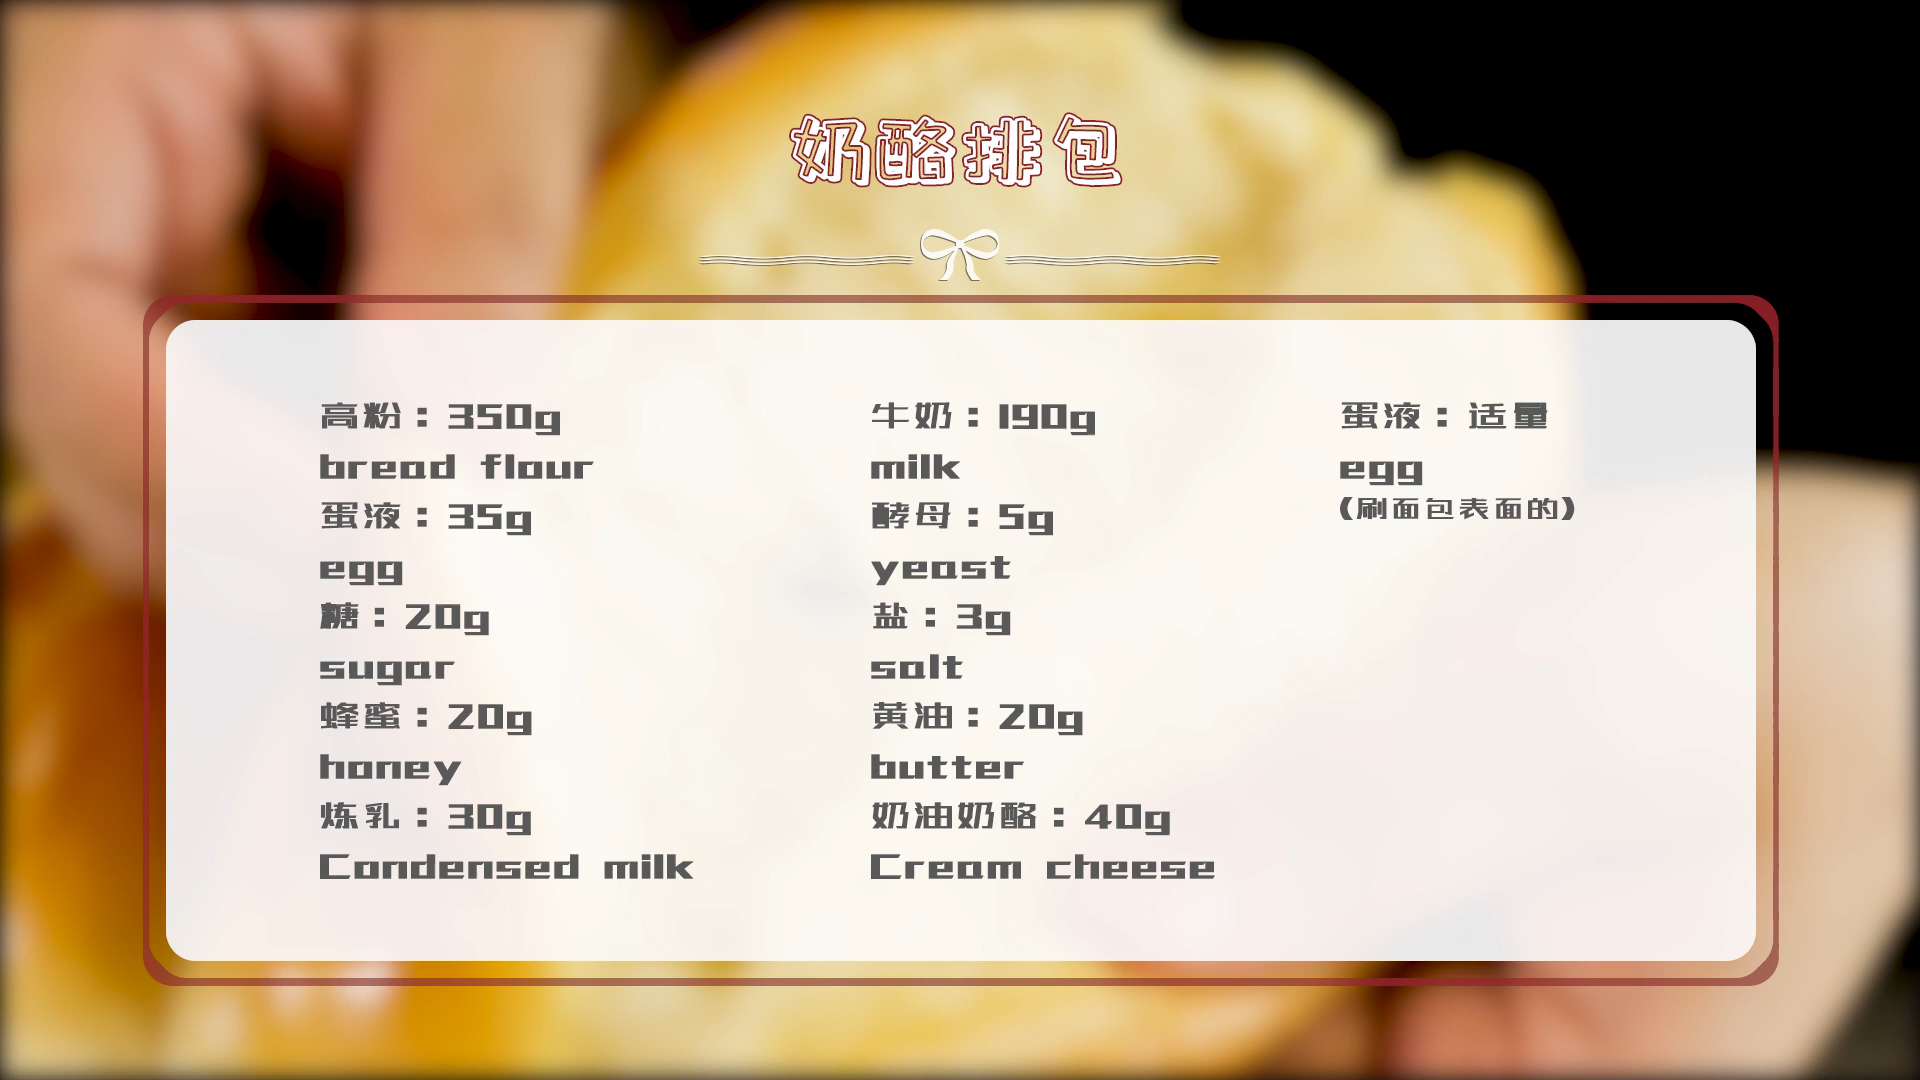 奶酪排包
高粉：350g
bread flour
蛋液：35g
egg
糖：20g
sugar
蜂蜜：20g
honey
炼乳：30g
Condensed milk
牛奶：190g
milk
酵母：5g
yeast
盐：3g
salt
黄油：20g
butter
奶油奶酪：40g
Cream cheese
蛋液：适量
egg
(刷面包表面的)